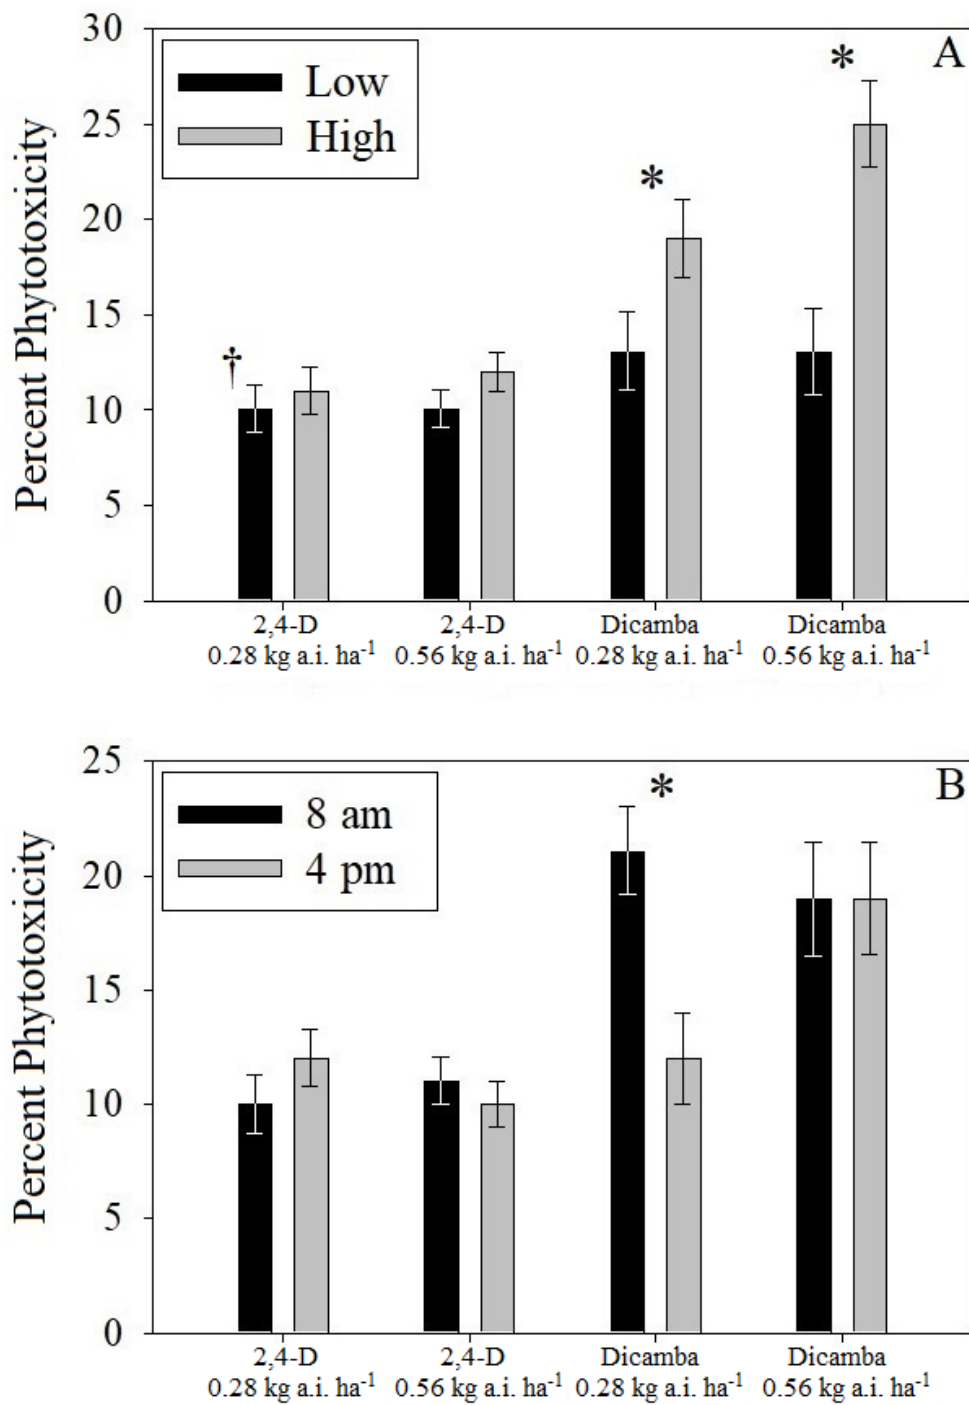 A
Low
High
Percent Phytotoxicity
30
25
20
15
10
5
0
†
*
*
2,4-D
0.28 kg a.i. ha⁻¹
2,4-D
0.56 kg a.i. ha⁻¹
Dicamba
0.28 kg a.i. ha⁻¹
Dicamba
0.56 kg a.i. ha⁻¹
B
8 am
4 pm
Percent Phytotoxicity
25
20
15
10
5
0
*
2,4-D
0.28 kg a.i. ha⁻¹
2,4-D
0.56 kg a.i. ha⁻¹
Dicamba
0.28 kg a.i. ha⁻¹
Dicamba
0.56 kg a.i. ha⁻¹